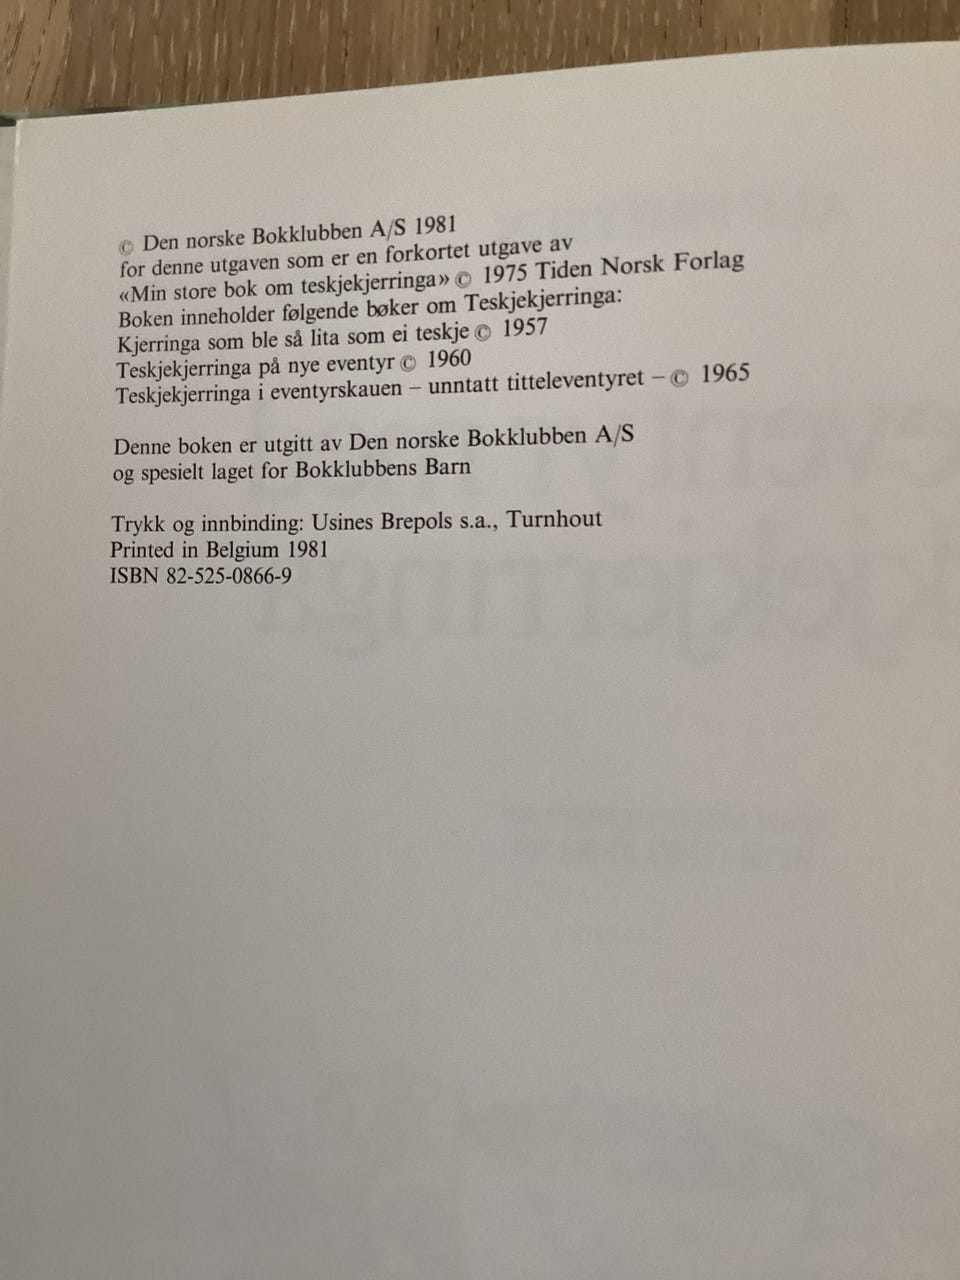 © Den norske Bokklubben A/S 1981
for denne utgaven som er en forkortet utgave av
«Min store bok om teskjekjerringa» © 1975 Tiden Norsk Forlag
Boken inneholder følgende bøker om Teskjekjerringa:
Kjerringa som ble så lita som ei teskje © 1957
Teskjekjerringa på nye eventyr © 1960
Teskjekjerringa i eventyrskauen – unntatt titteleventyret – © 1965
Denne boken er utgitt av Den norske Bokklubben A/S
og spesielt laget for Bokklubbens Barn
Trykk og innbinding: Usines Brepols s.a., Turnhout
Printed in Belgium 1981
ISBN 82-525-0866-9